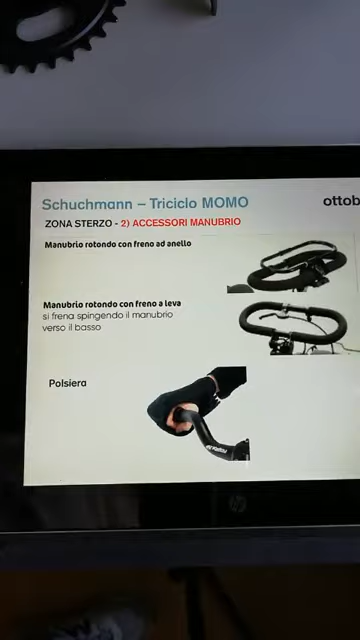 Schuchmann – Triciclo MOMO
ottob
ZONA STERZO - 2) ACCESSORI MANUBRIO
Manubrio rotondo con freno ad anello
Manubrio rotondo con freno a leva
si frena spingendo il manubrio
verso il basso
Polsiera
hp